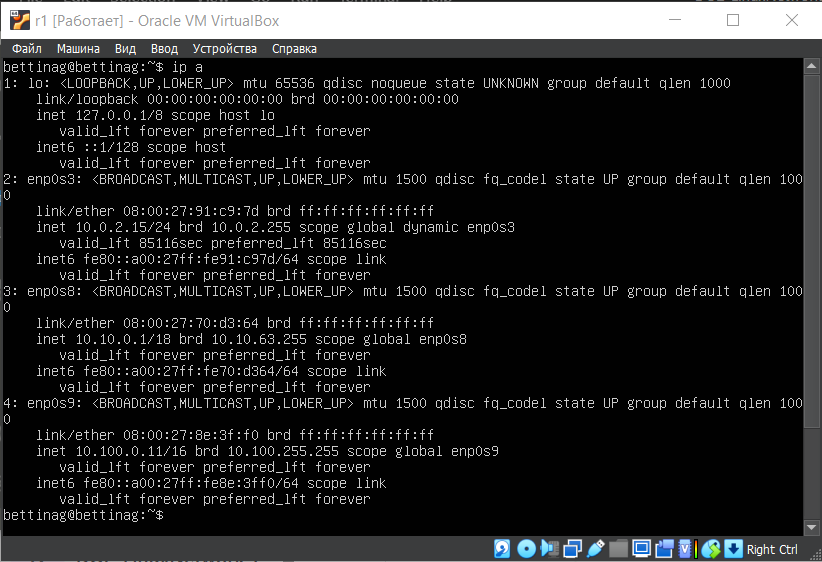 r1 [Работает] - Oracle VM VirtualBox
Файл Машина Вид Ввод Устройства Справка
bettinag@bettinag:~$ ip a
1: lo: <LOOPBACK,UP,LOWER_UP> mtu 65536 qdisc noqueue state UNKNOWN group default qlen 1000
    link/loopback 00:00:00:00:00:00 brd 00:00:00:00:00:00
    inet 127.0.0.1/8 scope host lo
       valid_lft forever preferred_lft forever
    inet6 ::1/128 scope host
       valid_lft forever preferred_lft forever
2: enp0s3: <BROADCAST,MULTICAST,UP,LOWER_UP> mtu 1500 qdisc fq_codel state UP group default qlen 100
0
    link/ether 08:00:27:91:c9:7d brd ff:ff:ff:ff:ff:ff
    inet 10.0.2.15/24 brd 10.0.2.255 scope global dynamic enp0s3
       valid_lft 85116sec preferred_lft 85116sec
    inet6 fe80::a00:27ff:fe91:c97d/64 scope link
       valid_lft forever preferred_lft forever
3: enp0s8: <BROADCAST,MULTICAST,UP,LOWER_UP> mtu 1500 qdisc fq_codel state UP group default qlen 100
0
    link/ether 08:00:27:70:d3:64 brd ff:ff:ff:ff:ff:ff
    inet 10.10.0.1/18 brd 10.10.63.255 scope global enp0s8
       valid_lft forever preferred_lft forever
    inet6 fe80::a00:27ff:fe70:d364/64 scope link
       valid_lft forever preferred_lft forever
4: enp0s9: <BROADCAST,MULTICAST,UP,LOWER_UP> mtu 1500 qdisc fq_codel state UP group default qlen 100
0
    link/ether 08:00:27:8e:3f:f0 brd ff:ff:ff:ff:ff:ff
    inet 10.100.0.11/16 brd 10.100.255.255 scope global enp0s9
       valid_lft forever preferred_lft forever
    inet6 fe80::a00:27ff:fe8e:3ff0/64 scope link
       valid_lft forever preferred_lft forever
bettinag@bettinag:~$
Right Ctrl